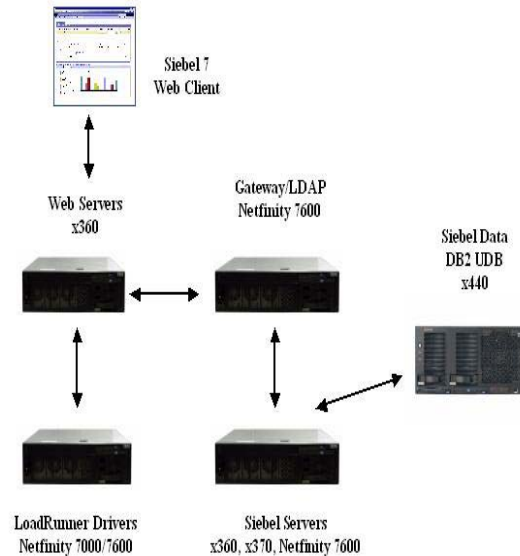 Siebel 7
Web Client
Web Servers
x360
Gateway/LDAP
Netfinity 7600
Siebel Data
DB2 UDB
x440
LoadRunner Drivers
Netfinity 7000/7600
Siebel Servers
x360, x370, Netfinity 7600